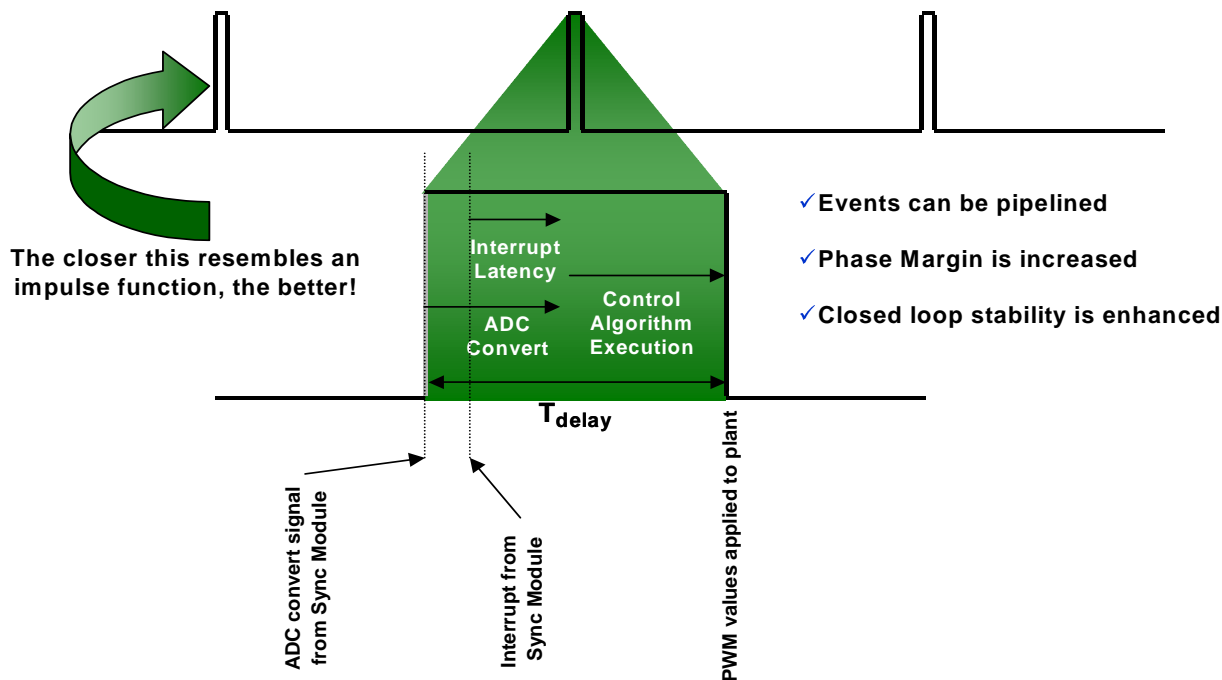 The closer this resembles an
impulse function, the better!
Interrupt
Latency
ADC
Convert
Control
Algorithm
Execution
Tdelay
✓Events can be pipelined
✓Phase Margin is increased
✓Closed loop stability is enhanced
ADC convert signal
from Sync Module
Interrupt from
Sync Module
PWM values applied to plant